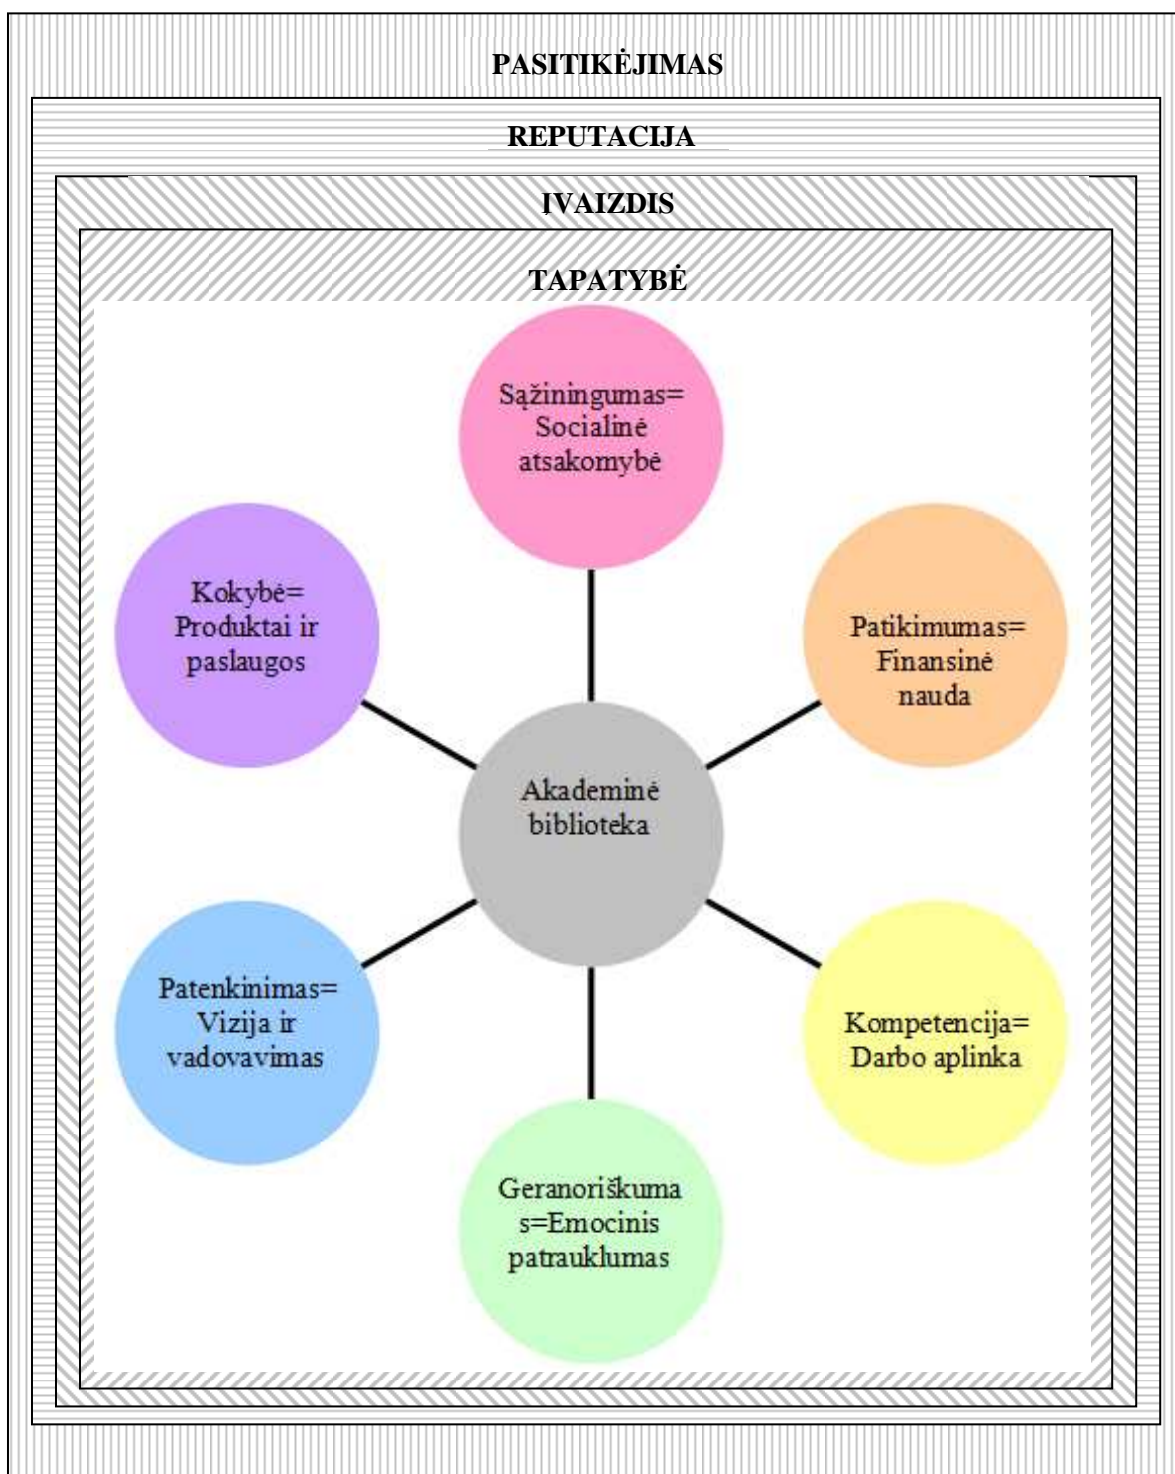 PASITIKĖJIMAS
REPUTACIJA
ĮVAIZDIS
TAPATYBĖ
Sąžiningumas=
Socialinė
atsakomybė
Kokybė=
Produktai ir
paslaugos
Patikimumas=
Finansinė
nauda
Akademinė
biblioteka
Patenkinimas=
Vizija ir
vadovavimas
Kompetencija=
Darbo aplinka
Geranoriškuma
s=Emocinis
patrauklumas